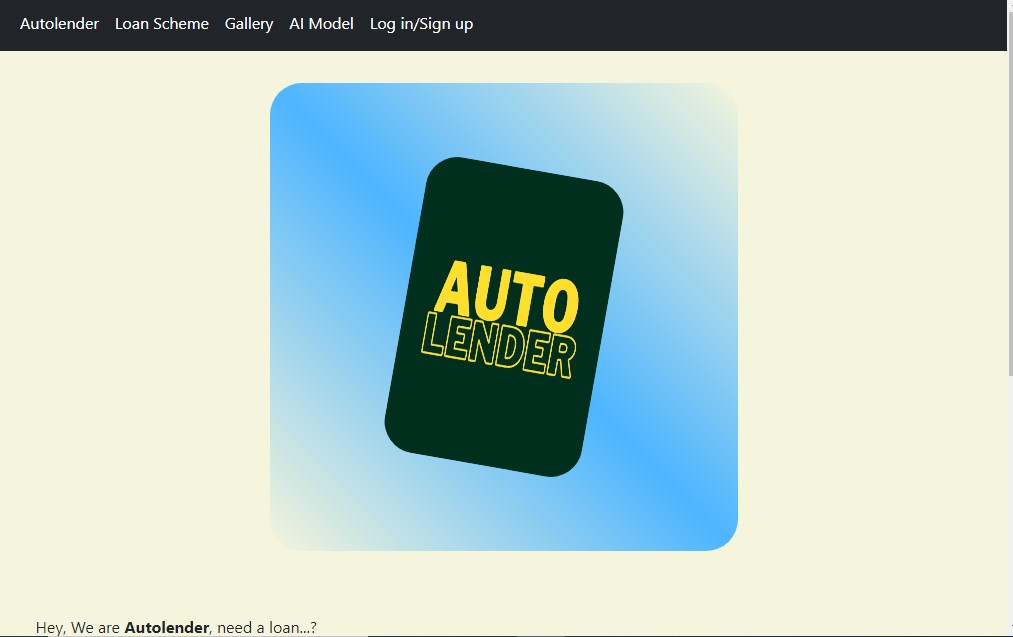 Autolender Loan Scheme Gallery AI Model Log in/Sign up
AUTO
LENDER
Hey, We are Autolender, need a loan...?